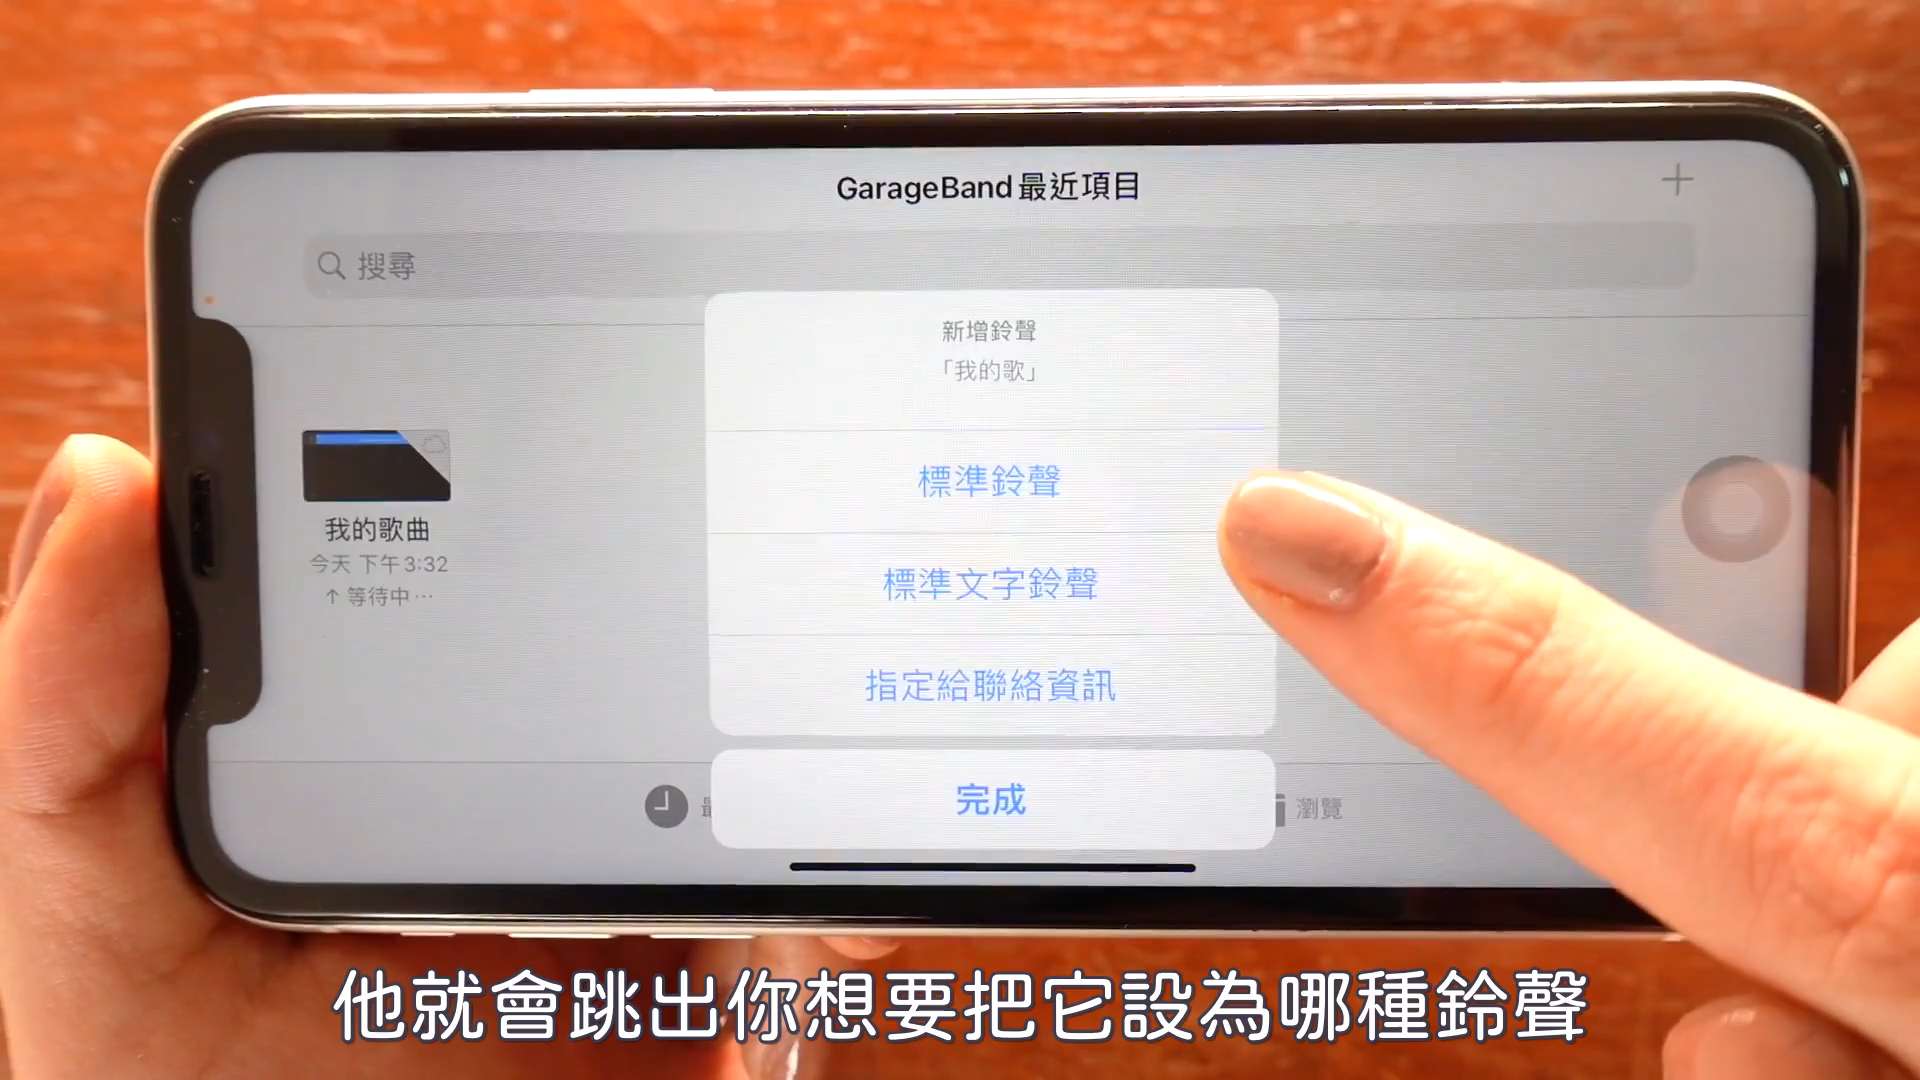 GarageBand最近項目
搜尋
新增鈴聲
「我的歌」
標準鈴聲
標準文字鈴聲
指定給聯絡資訊
完成
我的歌曲
今天 下午3:32
↑ 等待中…
瀏覽
他就會跳出你想要把它設為哪種鈴聲